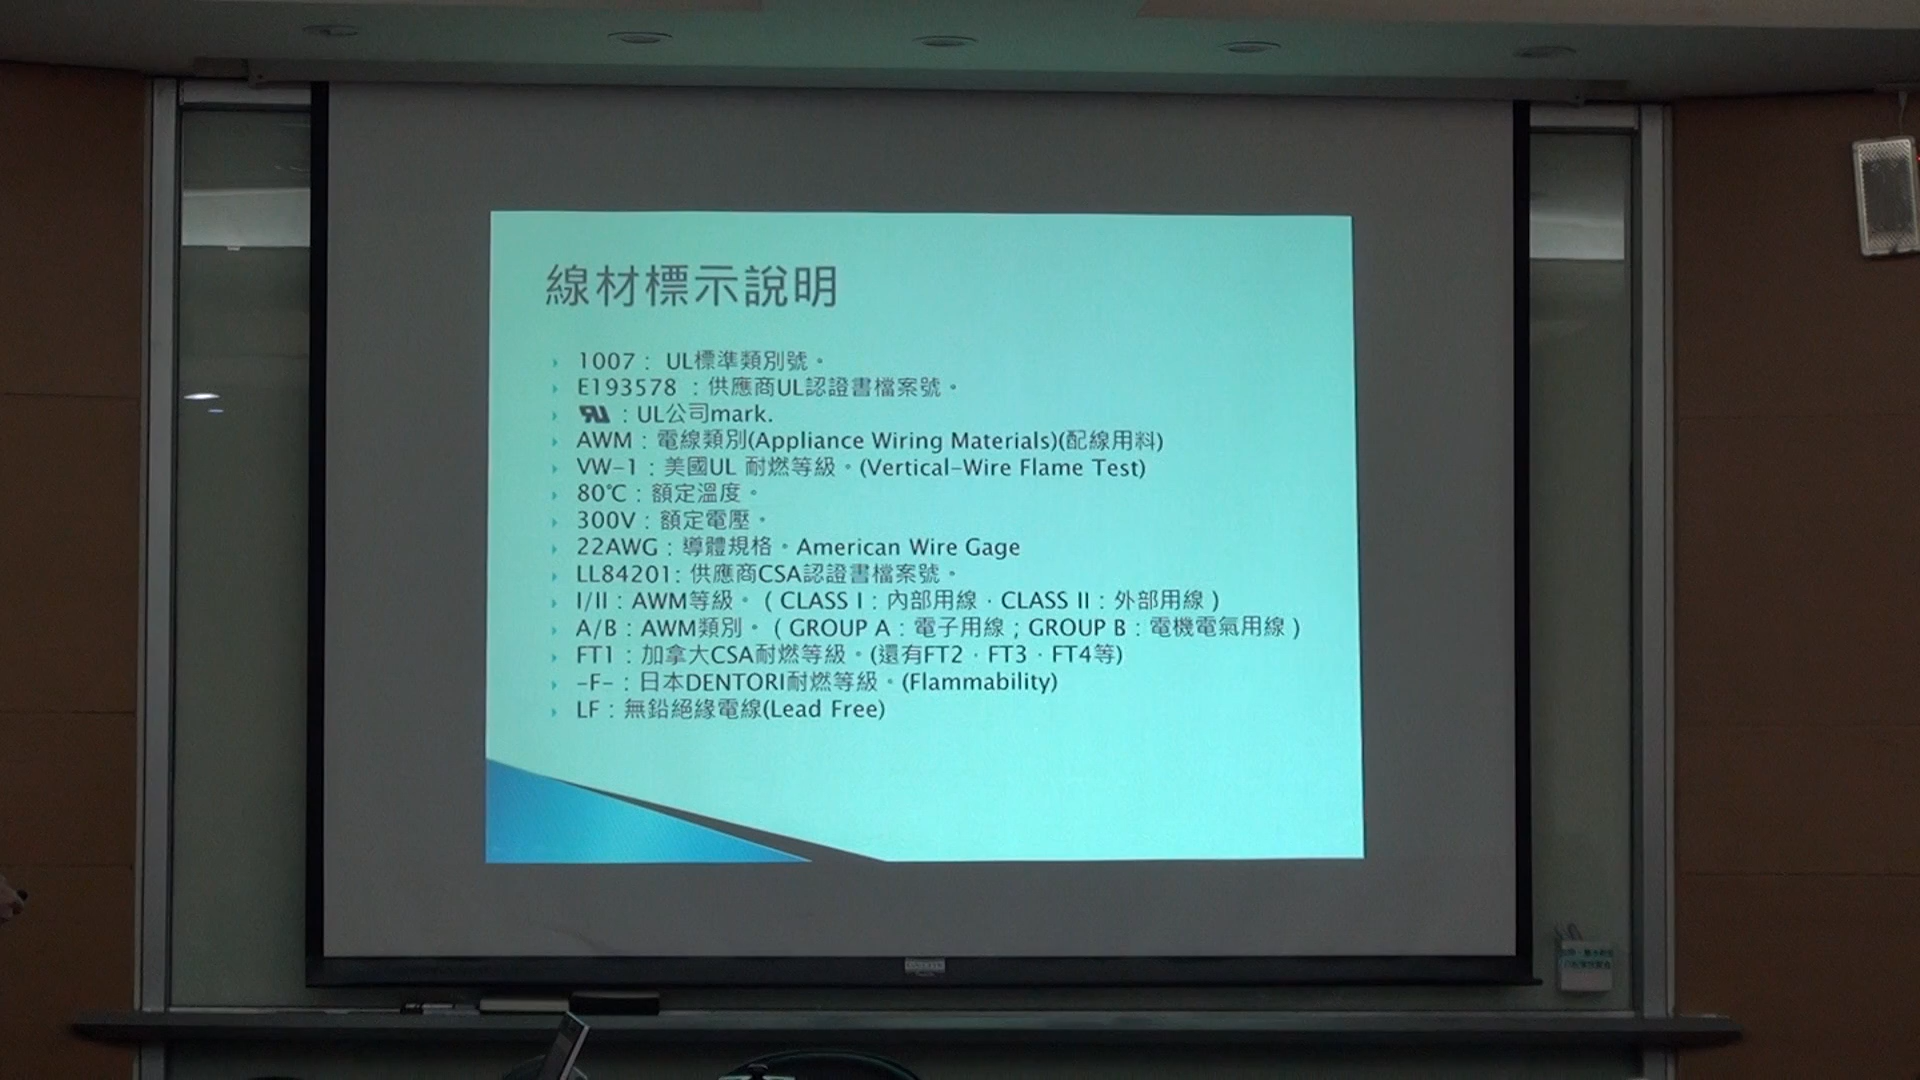 線材標示說明
1007： UL標準類別號。
E193578 ：供應商UL認證書檔案號。
：UL公司mark.
AWM：電線類別(Appliance Wiring Materials)(配線用料)
VW-1：美國UL 耐燃等級。(Vertical-Wire Flame Test)
80℃：額定溫度。
300V：額定電壓。
22AWG：導體規格。American Wire Gage
LL84201: 供應商CSA認證書檔案號。
I/II：AWM等級。（CLASS I：內部用線．CLASS II：外部用線）
A/B：AWM類別。（GROUP A：電子用線；GROUP B：電機電氣用線）
FT1：加拿大CSA耐燃等級。(還有FT2．FT3．FT4等)
-F-：日本DENTORI耐燃等級。(Flammability)
LF：無鉛絕緣電線(Lead Free)